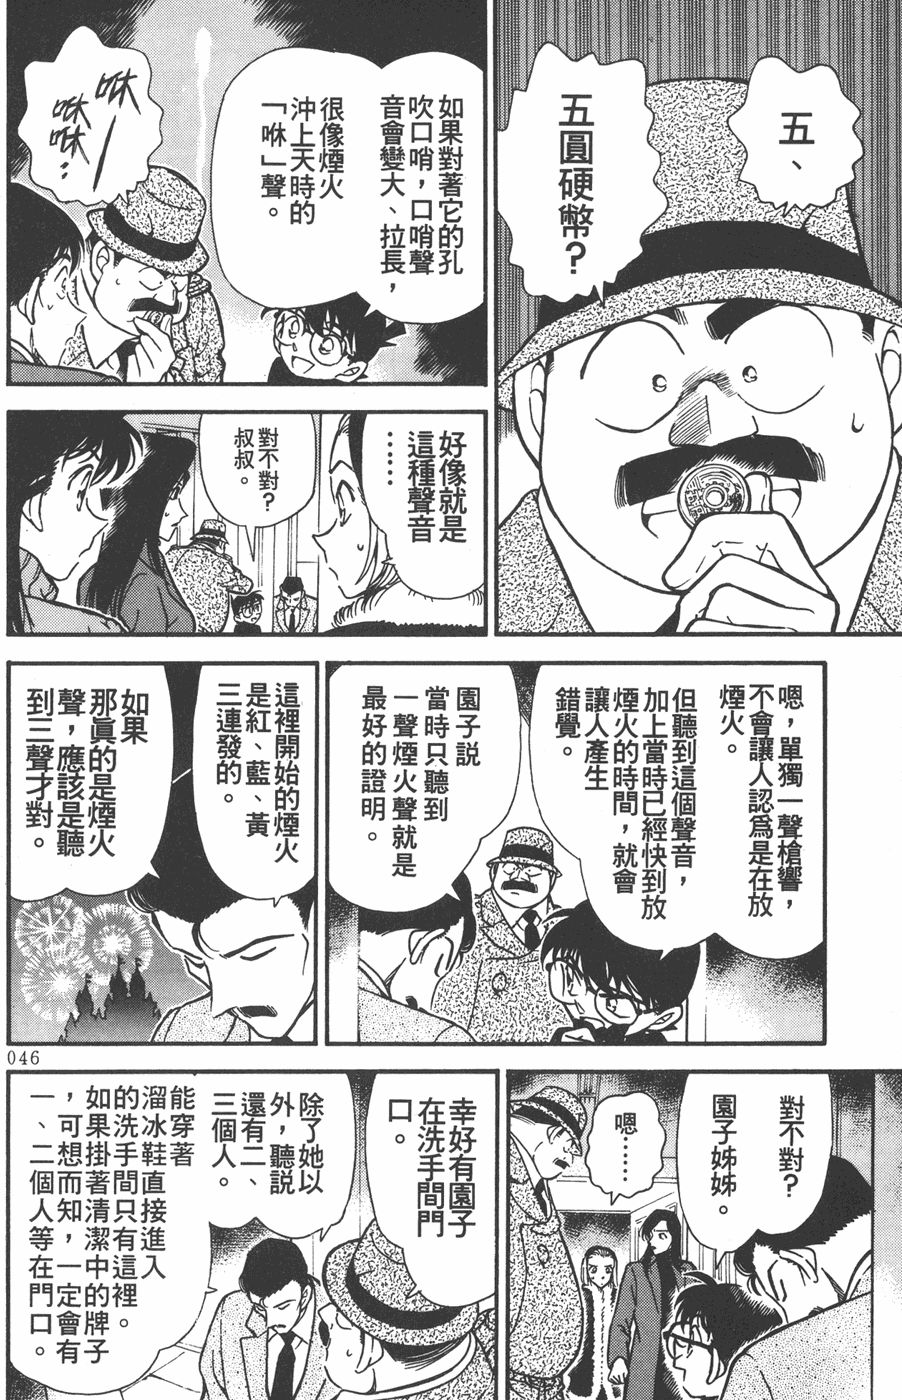 五、
五圓硬幣？
如果對著它的孔
吹口哨，口哨聲
音會變大、拉長，
很像煙火
沖上天時的
「咻」聲。
咻—
咻咻…
好像就是
這種聲音
……
對不對？
叔叔。
嗯，單獨一聲槍響，
不會讓人認為是在放
煙火。
但聽到這個聲音，
加上當時已經快到放
煙火的時間，就會
讓人產生
錯覺。
園子說
當時只聽到
一聲煙火聲就是
最好的證明。
這裡開始的煙火
是紅、藍、黃
三連發的。
如果
那真的是煙火
聲，應該是聽
到三聲才對。
046
對不對？
園子姊姊。
嗯……
幸好有園子
在洗手間門
口。
除了她以
外，聽說
還有二、
三個人。
能穿著
溜冰鞋直接進入
的洗手間只有這裡。
如果掛著清潔中的牌子
，可想而知，一定會有
一、二個人等在門口。